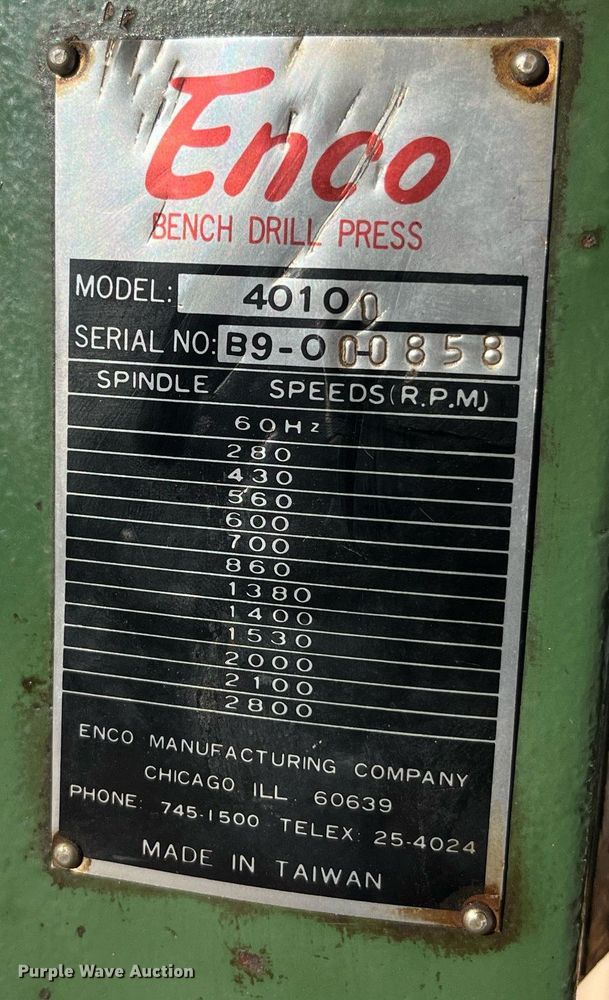 Enco
BENCH DRILL PRESS
MODEL: 40100
SERIAL NO: B9-000858
SPINDLE SPEEDS (R.P.M)
60Hz
280
430
560
600
700
860
1380
1400
1530
2000
2100
2800
ENCO MANUFACTURING COMPANY
CHICAGO ILL. 60639
PHONE: 745-1500 TELEX: 25-4024
MADE IN TAIWAN
Purple Wave Auction